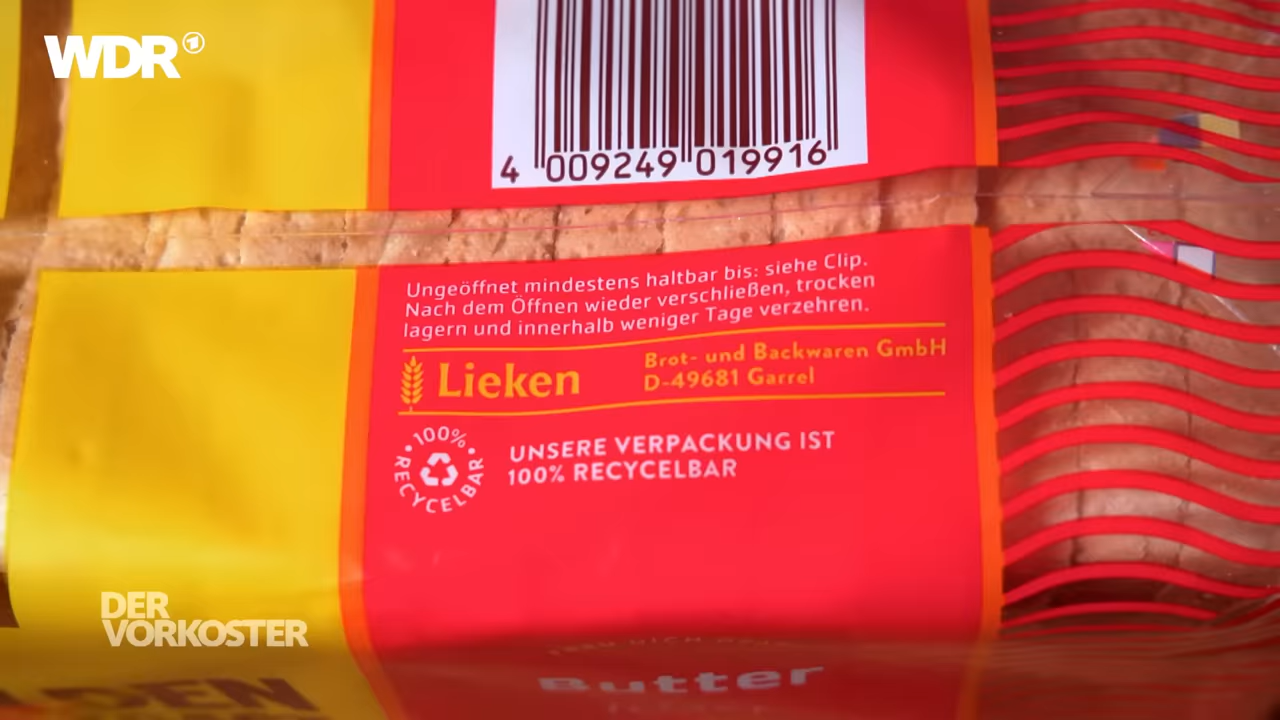 WDR
4 009249 019916
Ungeöffnet mindestens haltbar bis: siehe Clip.
Nach dem Öffnen wieder verschließen, trocken
lagern und innerhalb weniger Tage verzehren.
Lieken
Brot- und Backwaren GmbH
D-49681 Garrel
100%
RECYCELBAR
UNSERE VERPACKUNG IST
100% RECYCELBAR
DER
VORKOSTER
Butter